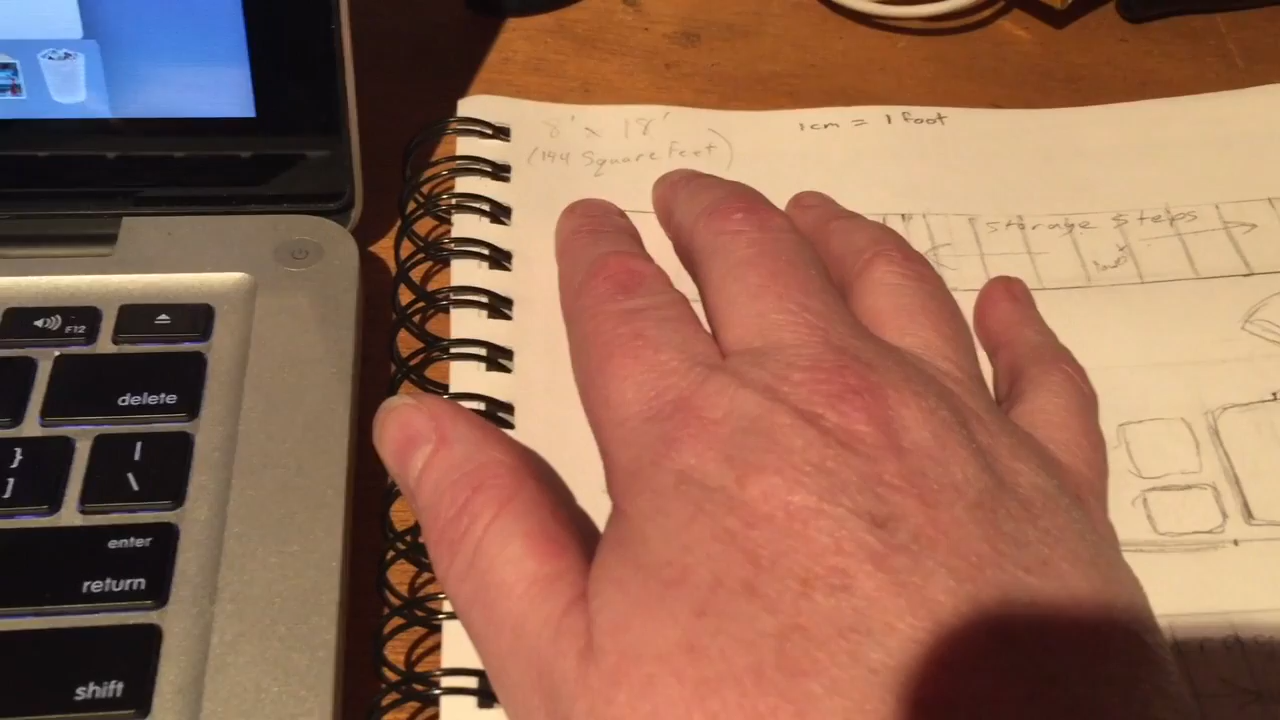 8' x 18'
(144 Square Feet)
1cm = 1 foot
Storage Steps
F12
delete
}
]
|
\
enter
return
shift